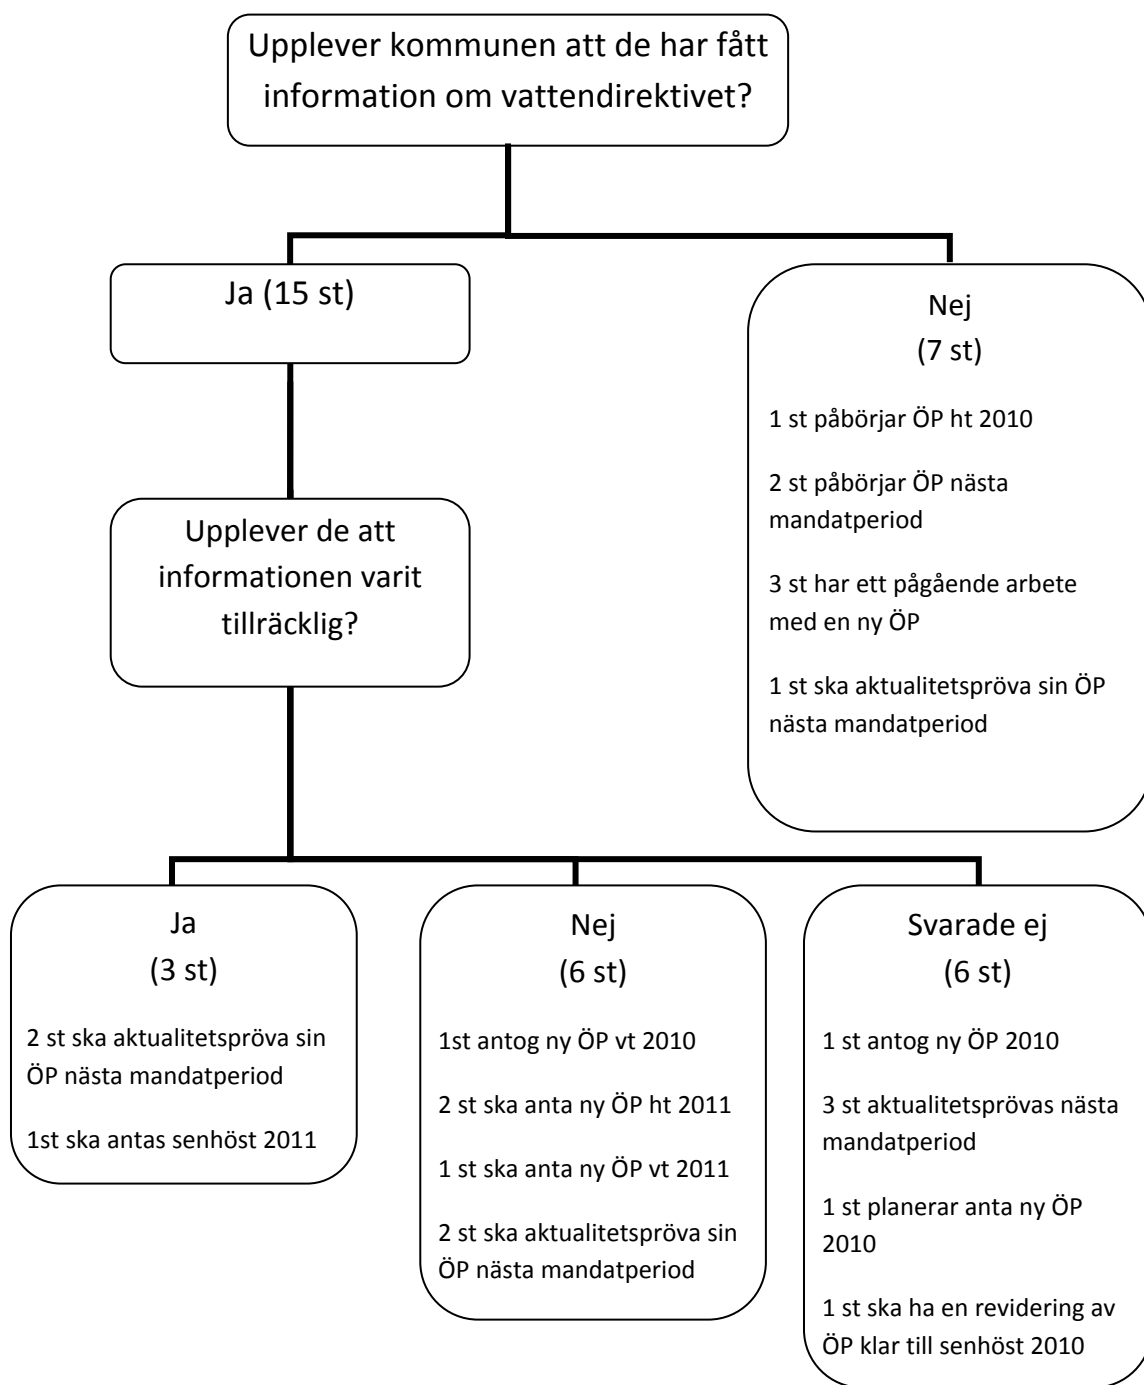 Upplever kommunen att de har fått
information om vattendirektivet?
Ja (15 st)
Nej
(7 st)
1 st påbörjar ÖP ht 2010
2 st påbörjar ÖP nästa
mandatperiod
3 st har ett pågående arbete
med en ny ÖP
1 st ska aktualitetspröva sin ÖP
nästa mandatperiod
Upplever de att
informationen varit
tillräcklig?
Ja
(3 st)
2 st ska aktualitetspröva sin
ÖP nästa mandatperiod
1st ska antas senhöst 2011
Nej
(6 st)
1st antog ny ÖP vt 2010
2 st ska anta ny ÖP ht 2011
1 st ska anta ny ÖP vt 2011
2 st ska aktualitetspröva sin
ÖP nästa mandatperiod
Svarade ej
(6 st)
1 st antog ny ÖP 2010
3 st aktualitetsprövas nästa
mandatperiod
1 st planerar anta ny ÖP
2010
1 st ska ha en revidering av
ÖP klar till senhöst 2010